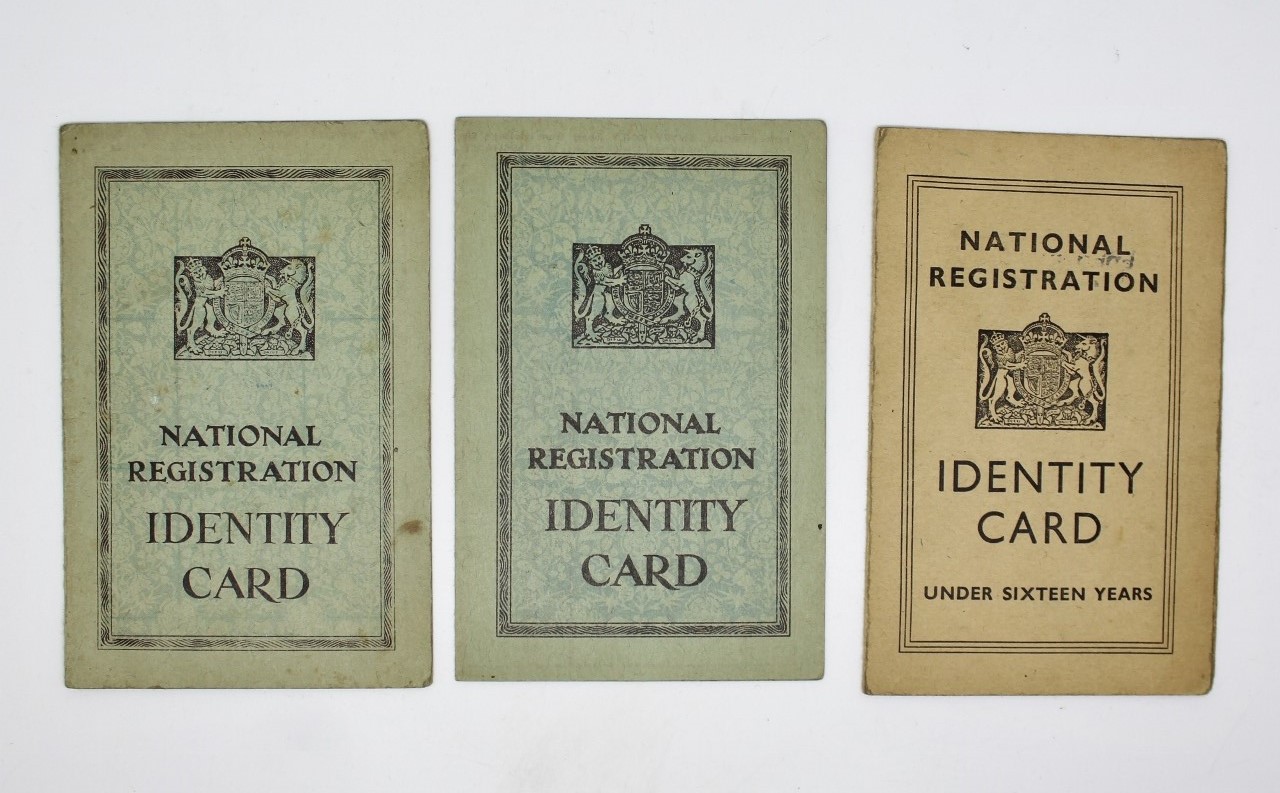 NATIONAL
REGISTRATION
IDENTITY
CARD
NATIONAL
REGISTRATION
IDENTITY
CARD
NATIONAL
REGISTRATION
IDENTITY
CARD
UNDER SIXTEEN YEARS